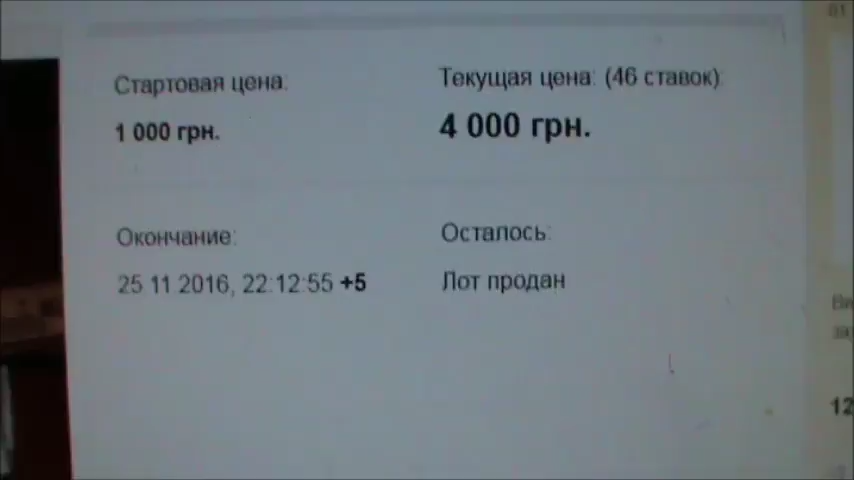 Стартовая цена:
1 000 грн.
Текущая цена: (46 ставок):
4 000 грн.
Окончание:
25 11 2016, 22:12:55 +5
Осталось:
Лот продан
12